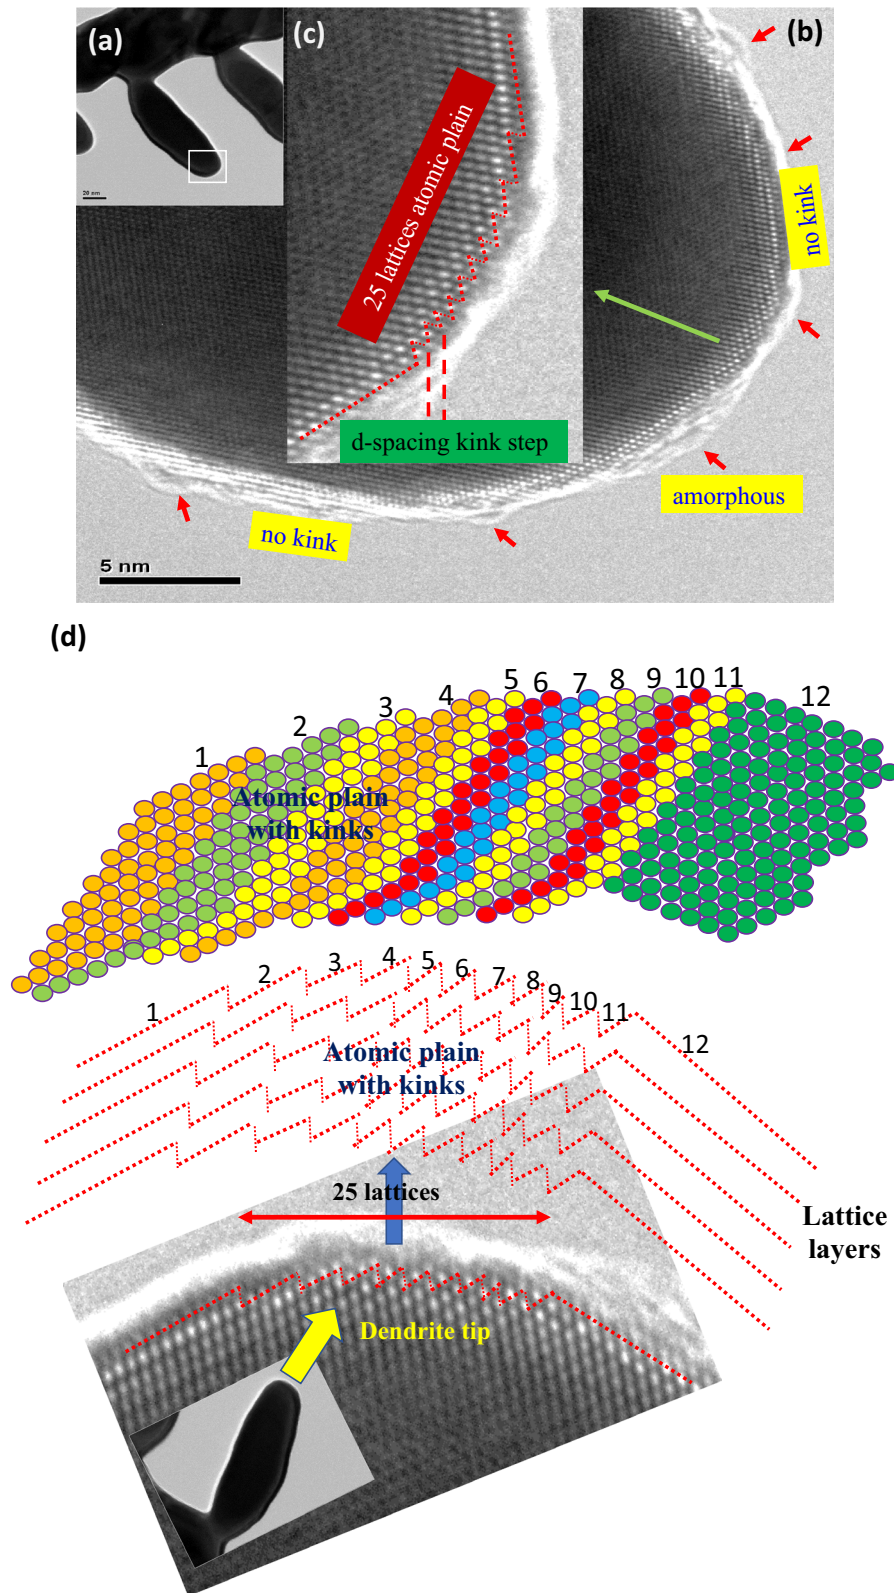 (a)
20 nm
(c)
(b)
25 lattices atomic plain
no kink
d-spacing kink step
amorphous
no kink
5 nm
(d)
1
2
3
4
5
6
7
8
9
10
11
12
Atomic plain
with kinks
1
2
3
4
5
6
7
8
9
10
11
12
Atomic plain
with kinks
25 lattices
Lattice
layers
Dendrite tip